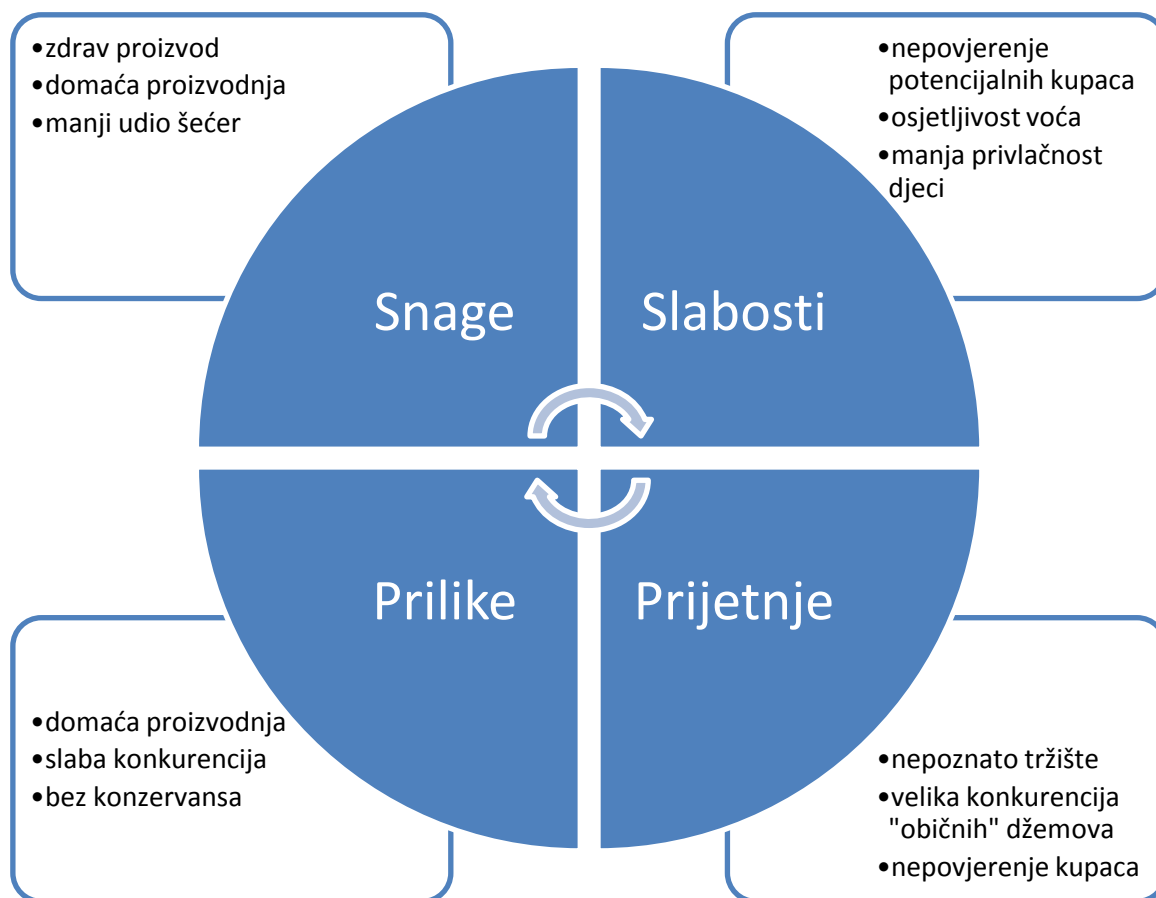 •zdrav proizvod
•domaća proizvodnja
•manji udio šećer
•nepovjerenje
potencijalnih kupaca
•osjetljivost voća
•manja privlačnost
djeci
Snage
Slabosti
Prilike
Prijetnje
•domaća proizvodnja
•slaba konkurencija
•bez konzervansa
•nepoznato tržište
•velika konkurencija
"običnih" džemova
•nepovjerenje kupaca